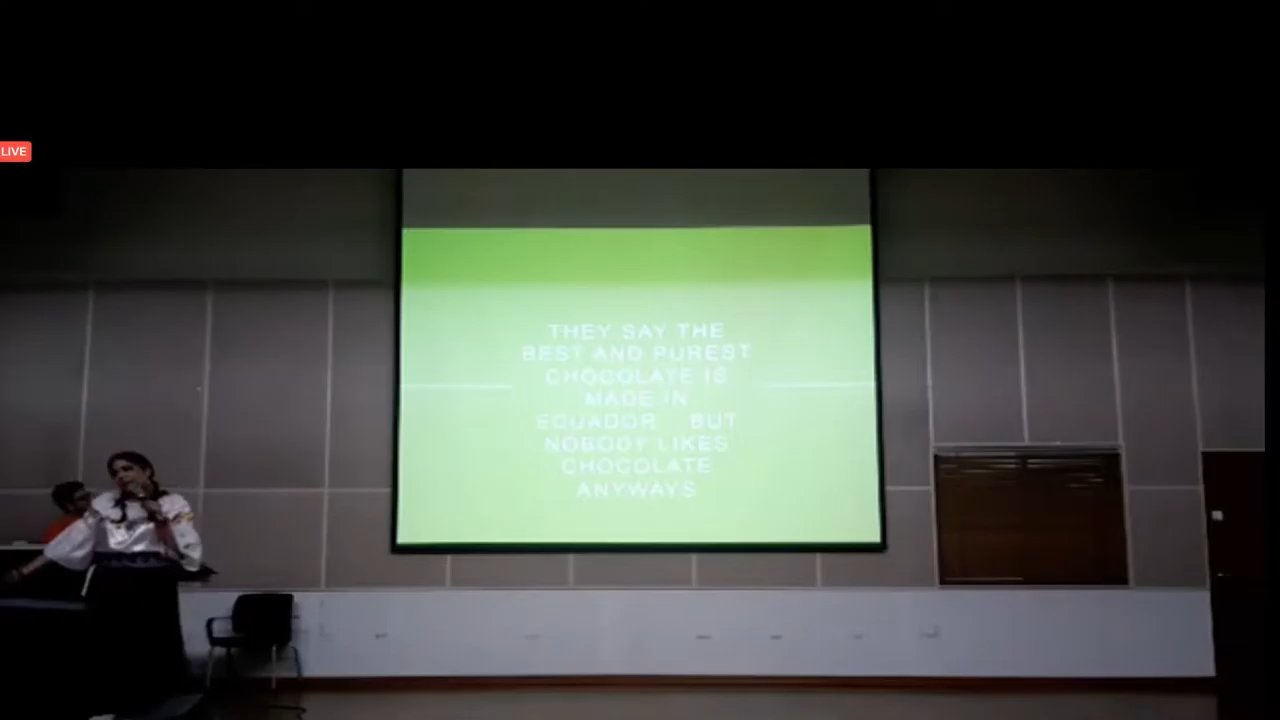 LIVE
THEY SAY THE
BEST AND PUREST
CHOCOLATE IS
MADE IN
ECUADOR BUT
NOBODY LIKES
CHOCOLATE
ANYWAYS